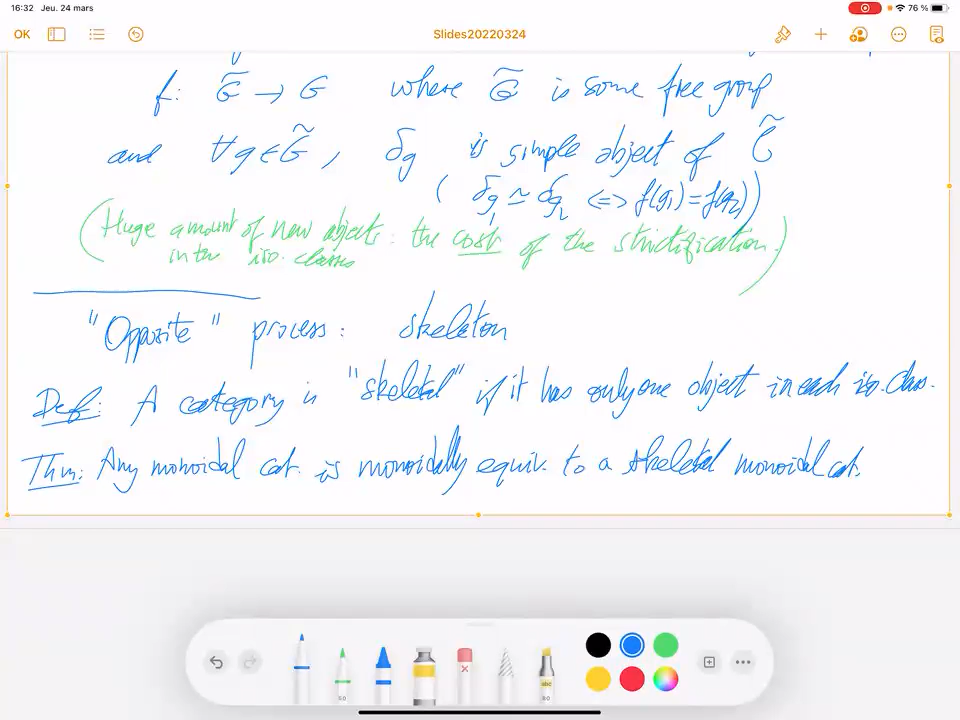 16:32 Jeu. 24 mars
76 %
OK
Slides20220324
f: G̃ → G where G̃ is some free group
and ∀g∈G̃, δg is simple object of C̃
( δg₁ ≃ δg₂ <=> f(g₁)=f(g₂))
(Huge amount of new objects: the cost of the strictification.)
in the iso. classes
"Opposite" process: skeleton
Def: A category is "skeletal" if it has only one object in each iso. class.
Thm: Any monoidal cat. is monoidally equiv. to a skeletal monoidal cat.